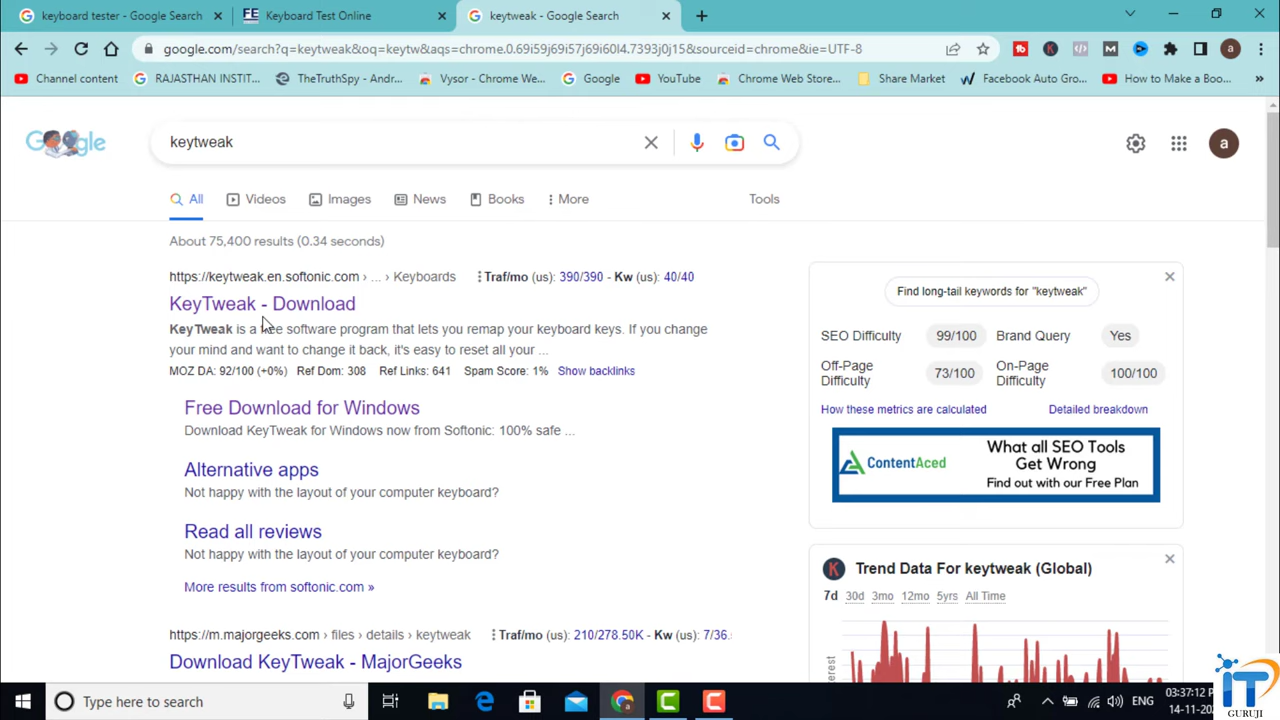 keyboard tester - Google Search
FE Keyboard Test Online
keytweak - Google Search
google.com/search?q=keytweak&oq=keytw&aqs=chrome.0.69i59j69i57j69i60l4.7393j0j15&sourceid=chrome&ie=UTF-8
a
Channel content
RAJASTHAN INSTIT...
TheTruthSpy - Andr...
Vysor - Chrome We...
Google
YouTube
Chrome Web Store...
Share Market
Facebook Auto Gro...
How to Make a Boo...
»
Google
keytweak
a
All
Videos
Images
News
Books
More
Tools
About 75,400 results (0.34 seconds)
https://keytweak.en.softonic.com › ... › Keyboards
Traf/mo (us): 390/390 - Kw (us): 40/40
KeyTweak - Download
KeyTweak is a free software program that lets you remap your keyboard keys. If you change
your mind and want to change it back, it's easy to reset all your ...
MOZ DA: 92/100 (+0%) Ref Dom: 308 Ref Links: 641 Spam Score: 1% Show backlinks
Free Download for Windows
Download KeyTweak for Windows now from Softonic: 100% safe ...
Alternative apps
Not happy with the layout of your computer keyboard?
Read all reviews
Not happy with the layout of your computer keyboard?
More results from softonic.com »
https://m.majorgeeks.com › files › details › keytweak
Traf/mo (us): 210/278.50K - Kw (us): 7/36.
Download KeyTweak - MajorGeeks
Find long-tail keywords for "keytweak"
SEO Difficulty 99/100 Brand Query Yes
Off-Page Difficulty 73/100 On-Page Difficulty 100/100
How these metrics are calculated
Detailed breakdown
ContentAced
What all SEO Tools
Get Wrong
Find out with our Free Plan
K Trend Data For keytweak (Global)
7d 30d 3mo 12mo 5yrs All Time
Type here to search
ENG
03:37:12
14-11-20
iT
GURUJI